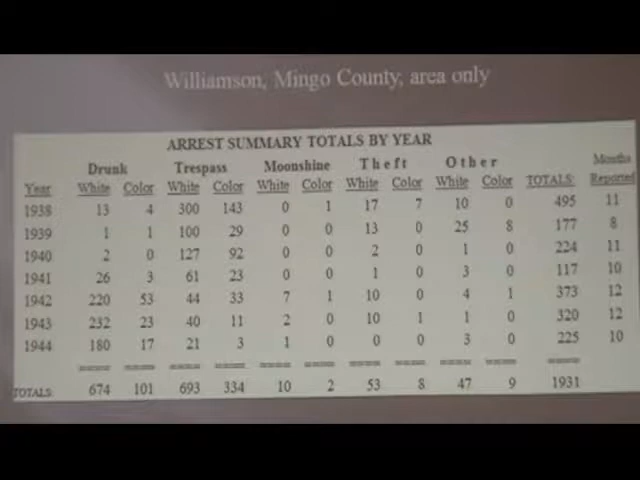 Williamson, Mingo County, area only
ARREST SUMMARY TOTALS BY YEAR
Drunk Trespass Moonshine Theft Other Months
Year White Color White Color White Color White Color White Color TOTALS: Reported
1938 13 4 300 143 0 1 17 7 10 0 495 11
1939 1 1 100 29 0 0 13 0 25 8 177 8
1940 2 0 127 92 0 0 2 0 1 0 224 11
1941 26 3 61 23 0 0 1 0 3 0 117 10
1942 220 53 44 33 7 1 10 0 4 1 373 12
1943 232 23 40 11 2 0 10 1 1 0 320 12
1944 180 17 21 3 1 0 0 0 3 0 225 10
==== ==== ==== ==== ==== ==== ==== ==== ==== ==== ====
TOTALS: 674 101 693 334 10 2 53 8 47 9 1931